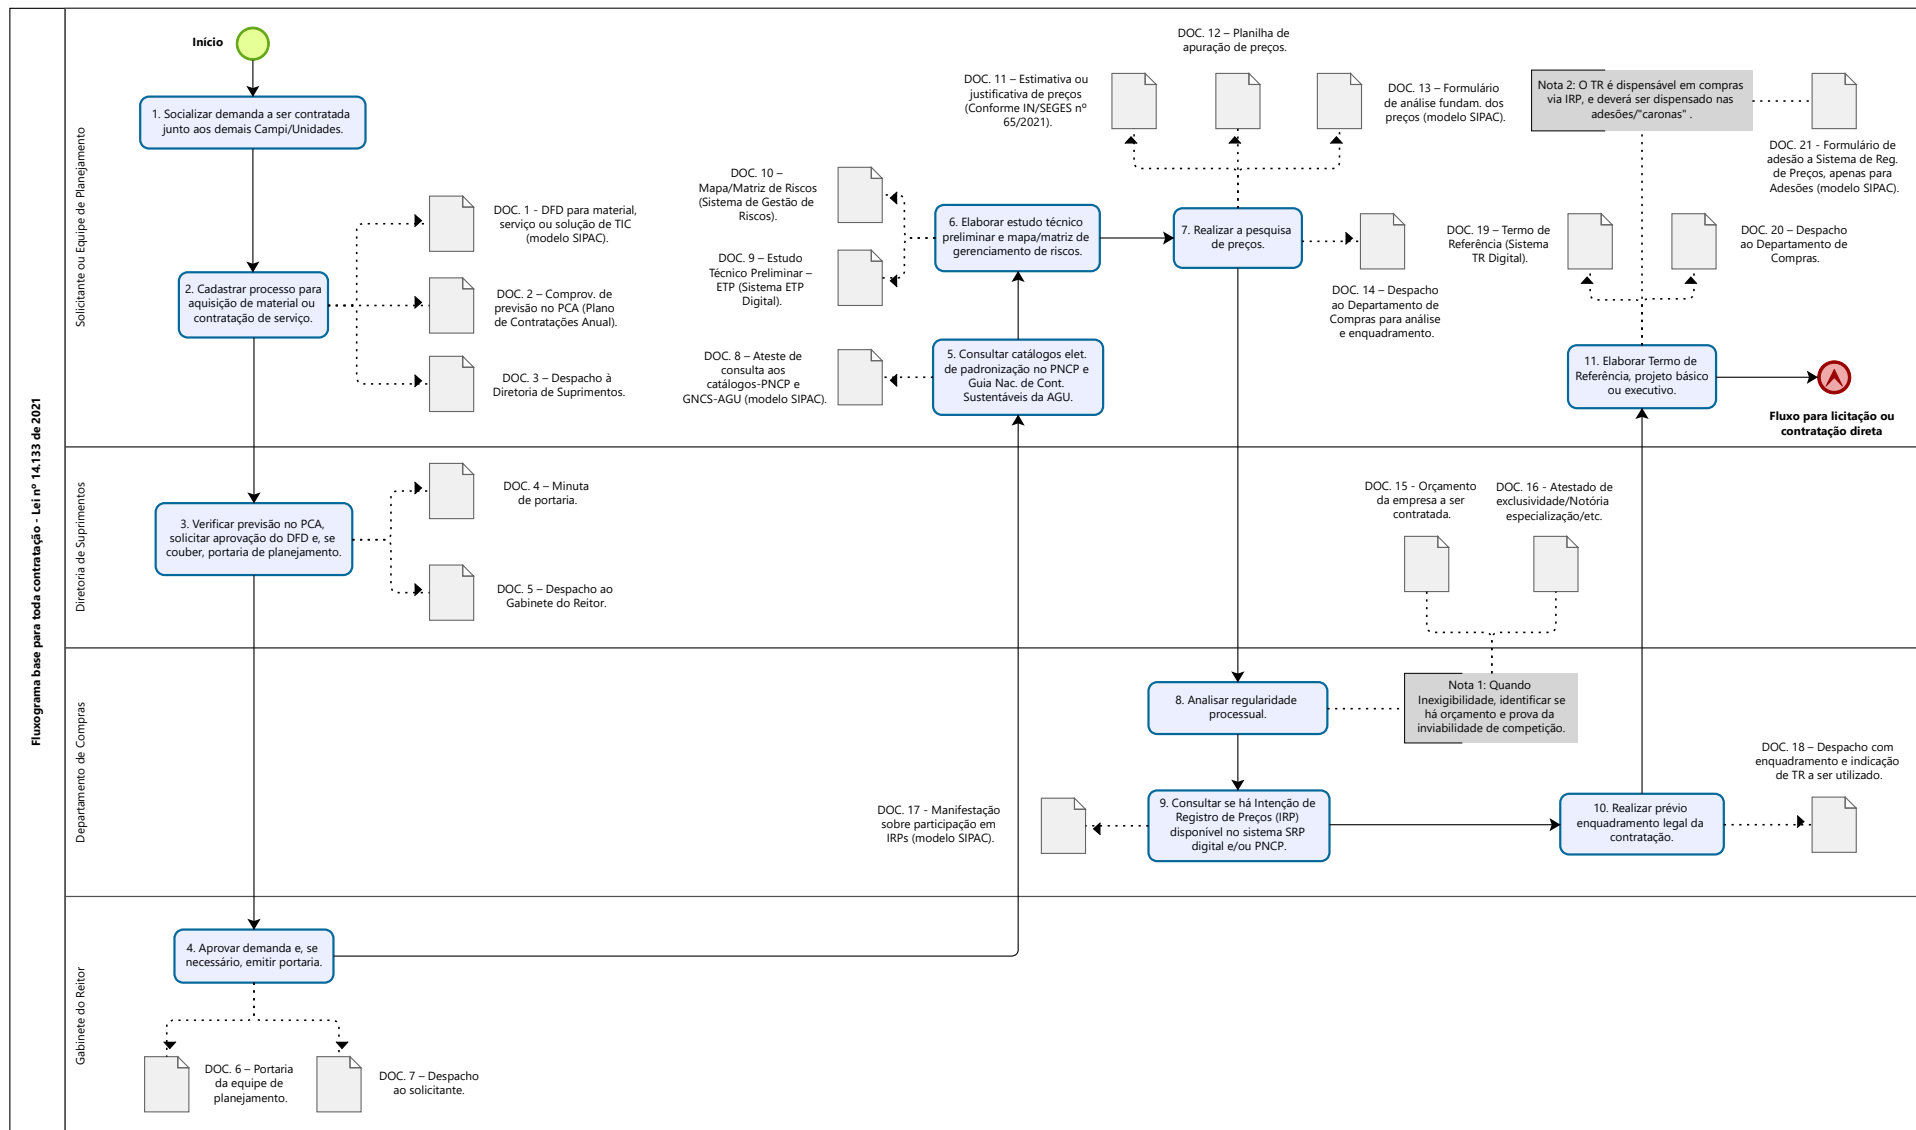 Fluxograma base para toda contratação - Lei nº 14.133 de 2021
Solicitante ou Equipe de Planejamento
Início
1. Socializar demanda a ser contratada
junto aos demais Campi/Unidades.
2. Cadastrar processo para
aquisição de material ou
contratação de serviço.
DOC. 1 - DFD para material,
serviço ou solução de TIC
(modelo SIPAC).
DOC. 2 – Comprov. de
previsão no PCA (Plano
de Contratações Anual).
DOC. 3 – Despacho à
Diretoria de Suprimentos.
DOC. 10 –
Mapa/Matriz de Riscos
(Sistema de Gestão de
Riscos).
DOC. 9 – Estudo
Técnico Preliminar –
ETP (Sistema ETP
Digital).
DOC. 8 – Ateste de
consulta aos
catálogos-PNCP e
GNCS-AGU (modelo SIPAC).
6. Elaborar estudo técnico
preliminar e mapa/matriz de
gerenciamento de riscos.
5. Consultar catálogos elet.
de padronização no PNCP e
Guia Nac. de Cont.
Sustentáveis da AGU.
DOC. 11 – Estimativa ou
justificativa de preços
(Conforme IN/SEGES nº
65/2021).
DOC. 12 – Planilha de
apuração de preços.
DOC. 13 – Formulário
de análise fundam. dos
preços (modelo SIPAC).
7. Realizar a pesquisa
de preços.
DOC. 14 – Despacho
ao Departamento de
Compras para análise
e enquadramento.
Nota 2: O TR é dispensável em compras
via IRP, e deverá ser dispensado nas
adesões/"caronas" .
DOC. 21 - Formulário de
adesão a Sistema de Reg.
de Preços, apenas para
Adesões (modelo SIPAC).
DOC. 19 – Termo de
Referência (Sistema
TR Digital).
DOC. 20 – Despacho
ao Departamento de
Compras.
11. Elaborar Termo de
Referência, projeto básico
ou executivo.
Fluxo para licitação ou
contratação direta
Diretoria de Suprimentos
3. Verificar previsão no PCA,
solicitar aprovação do DFD e, se
couber, portaria de planejamento.
DOC. 4 – Minuta
de portaria.
DOC. 5 – Despacho ao
Gabinete do Reitor.
DOC. 15 - Orçamento
da empresa a ser
contratada.
DOC. 16 - Atestado de
exclusividade/Notória
especialização/etc.
Departamento de Compras
8. Analisar regularidade
processual.
Nota 1: Quando
Inexigibilidade, identificar se
há orçamento e prova da
inviabilidade de competição.
DOC. 17 - Manifestação
sobre participação em
IRPs (modelo SIPAC).
9. Consultar se há Intenção de
Registro de Preços (IRP)
disponível no sistema SRP
digital e/ou PNCP.
10. Realizar prévio
enquadramento legal da
contratação.
DOC. 18 – Despacho com
enquadramento e indicação
de TR a ser utilizado.
Gabinete do Reitor
4. Aprovar demanda e, se
necessário, emitir portaria.
DOC. 6 – Portaria
da equipe de
planejamento.
DOC. 7 – Despacho
ao solicitante.